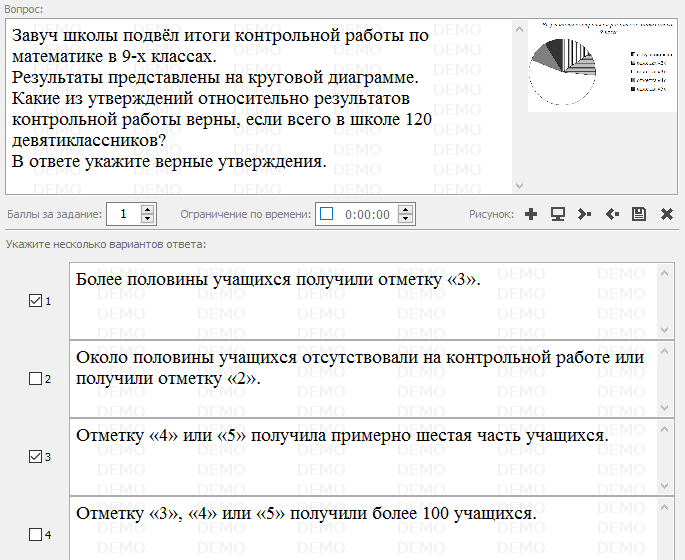 Вопрос:
Завуч школы подвёл итоги контрольной работы по
математике в 9-х классах.
Результаты представлены на круговой диаграмме.
Какие из утверждений относительно результатов
контрольной работы верны, если всего в школе 120
девятиклассников?
В ответе укажите верные утверждения.
Баллы за задание: 1 Ограничение по времени: 0:00:00 Рисунок:
Укажите несколько вариантов ответа:
1 Более половины учащихся получили отметку «3».
2 Около половины учащихся отсутствовали на контрольной работе или
получили отметку «2».
3 Отметку «4» или «5» получила примерно шестая часть учащихся.
4 Отметку «3», «4» или «5» получили более 100 учащихся.
DEMO